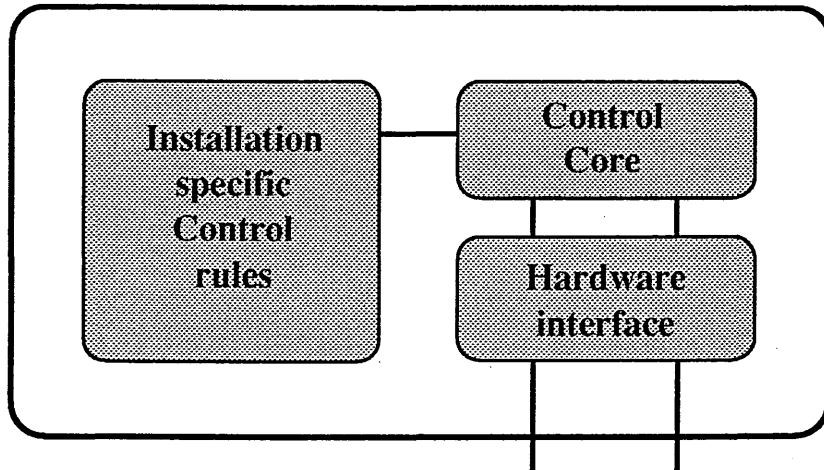 Installation
specific
Control
rules
Control
Core
Hardware
interface